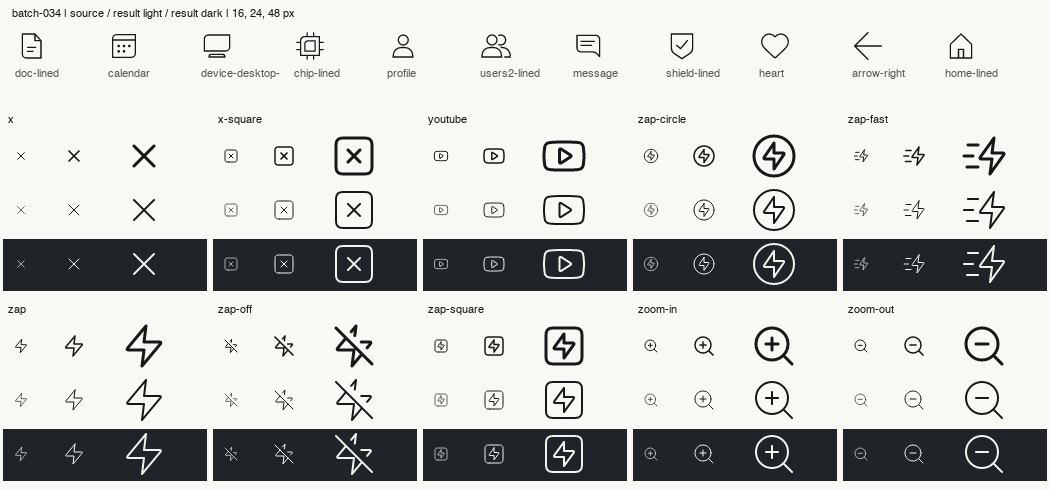 batch-034 | source / result light / result dark | 16, 24, 48 px
doc-lined calendar device-desktop- chip-lined profile users2-lined message shield-lined heart arrow-right home-lined
x x-square youtube zap-circle zap-fast
zap zap-off zap-square zoom-in zoom-out